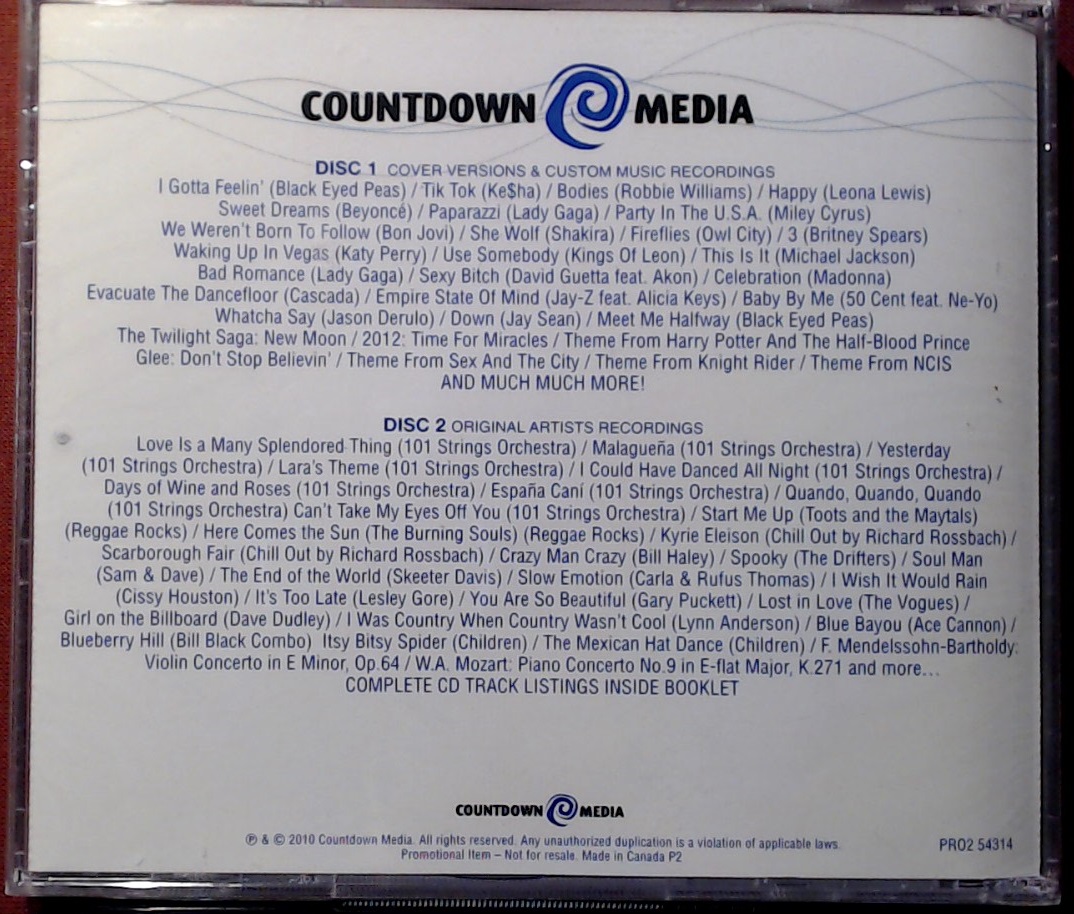 COUNTDOWN MEDIA
DISC 1 COVER VERSIONS & CUSTOM MUSIC RECORDINGS
I Gotta Feelin' (Black Eyed Peas) / Tik Tok (Ke$ha) / Bodies (Robbie Williams) / Happy (Leona Lewis)
Sweet Dreams (Beyoncé) / Paparazzi (Lady Gaga) / Party In The U.S.A. (Miley Cyrus)
We Weren't Born To Follow (Bon Jovi) / She Wolf (Shakira) / Fireflies (Owl City) / 3 (Britney Spears)
Waking Up In Vegas (Katy Perry) / Use Somebody (Kings Of Leon) / This Is It (Michael Jackson)
Bad Romance (Lady Gaga) / Sexy Bitch (David Guetta feat. Akon) / Celebration (Madonna)
Evacuate The Dancefloor (Cascada) / Empire State Of Mind (Jay-Z feat. Alicia Keys) / Baby By Me (50 Cent feat. Ne-Yo)
Whatcha Say (Jason Derulo) / Down (Jay Sean) / Meet Me Halfway (Black Eyed Peas)
The Twilight Saga: New Moon / 2012: Time For Miracles / Theme From Harry Potter And The Half-Blood Prince
Glee: Don't Stop Believin' / Theme From Sex And The City / Theme From Knight Rider / Theme From NCIS
AND MUCH MUCH MORE!
DISC 2 ORIGINAL ARTISTS RECORDINGS
Love Is a Many Splendored Thing (101 Strings Orchestra) / Malagueña (101 Strings Orchestra) / Yesterday
(101 Strings Orchestra) / Lara's Theme (101 Strings Orchestra) / I Could Have Danced All Night (101 Strings Orchestra) /
Days of Wine and Roses (101 Strings Orchestra) / España Caní (101 Strings Orchestra) / Quando, Quando, Quando
(101 Strings Orchestra) Can't Take My Eyes Off You (101 Strings Orchestra) / Start Me Up (Toots and the Maytals)
(Reggae Rocks) / Here Comes the Sun (The Burning Souls) (Reggae Rocks) / Kyrie Eleison (Chill Out by Richard Rossbach) /
Scarborough Fair (Chill Out by Richard Rossbach) / Crazy Man Crazy (Bill Haley) / Spooky (The Drifters) / Soul Man
(Sam & Dave) / The End of the World (Skeeter Davis) / Slow Emotion (Carla & Rufus Thomas) / I Wish It Would Rain
(Cissy Houston) / It's Too Late (Lesley Gore) / You Are So Beautiful (Gary Puckett) / Lost in Love (The Vogues) /
Girl on the Billboard (Dave Dudley) / I Was Country When Country Wasn't Cool (Lynn Anderson) / Blue Bayou (Ace Cannon) /
Blueberry Hill (Bill Black Combo) Itsy Bitsy Spider (Children) / The Mexican Hat Dance (Children) / F. Mendelssohn-Bartholdy:
Violin Concerto in E Minor, Op.64 / W.A. Mozart: Piano Concerto No.9 in E-flat Major, K.271 and more...
COMPLETE CD TRACK LISTINGS INSIDE BOOKLET
COUNTDOWN MEDIA
℗ & © 2010 Countdown Media. All rights reserved. Any unauthorized duplication is a violation of applicable laws.
Promotional Item – Not for resale. Made in Canada P2
PRO2 54314